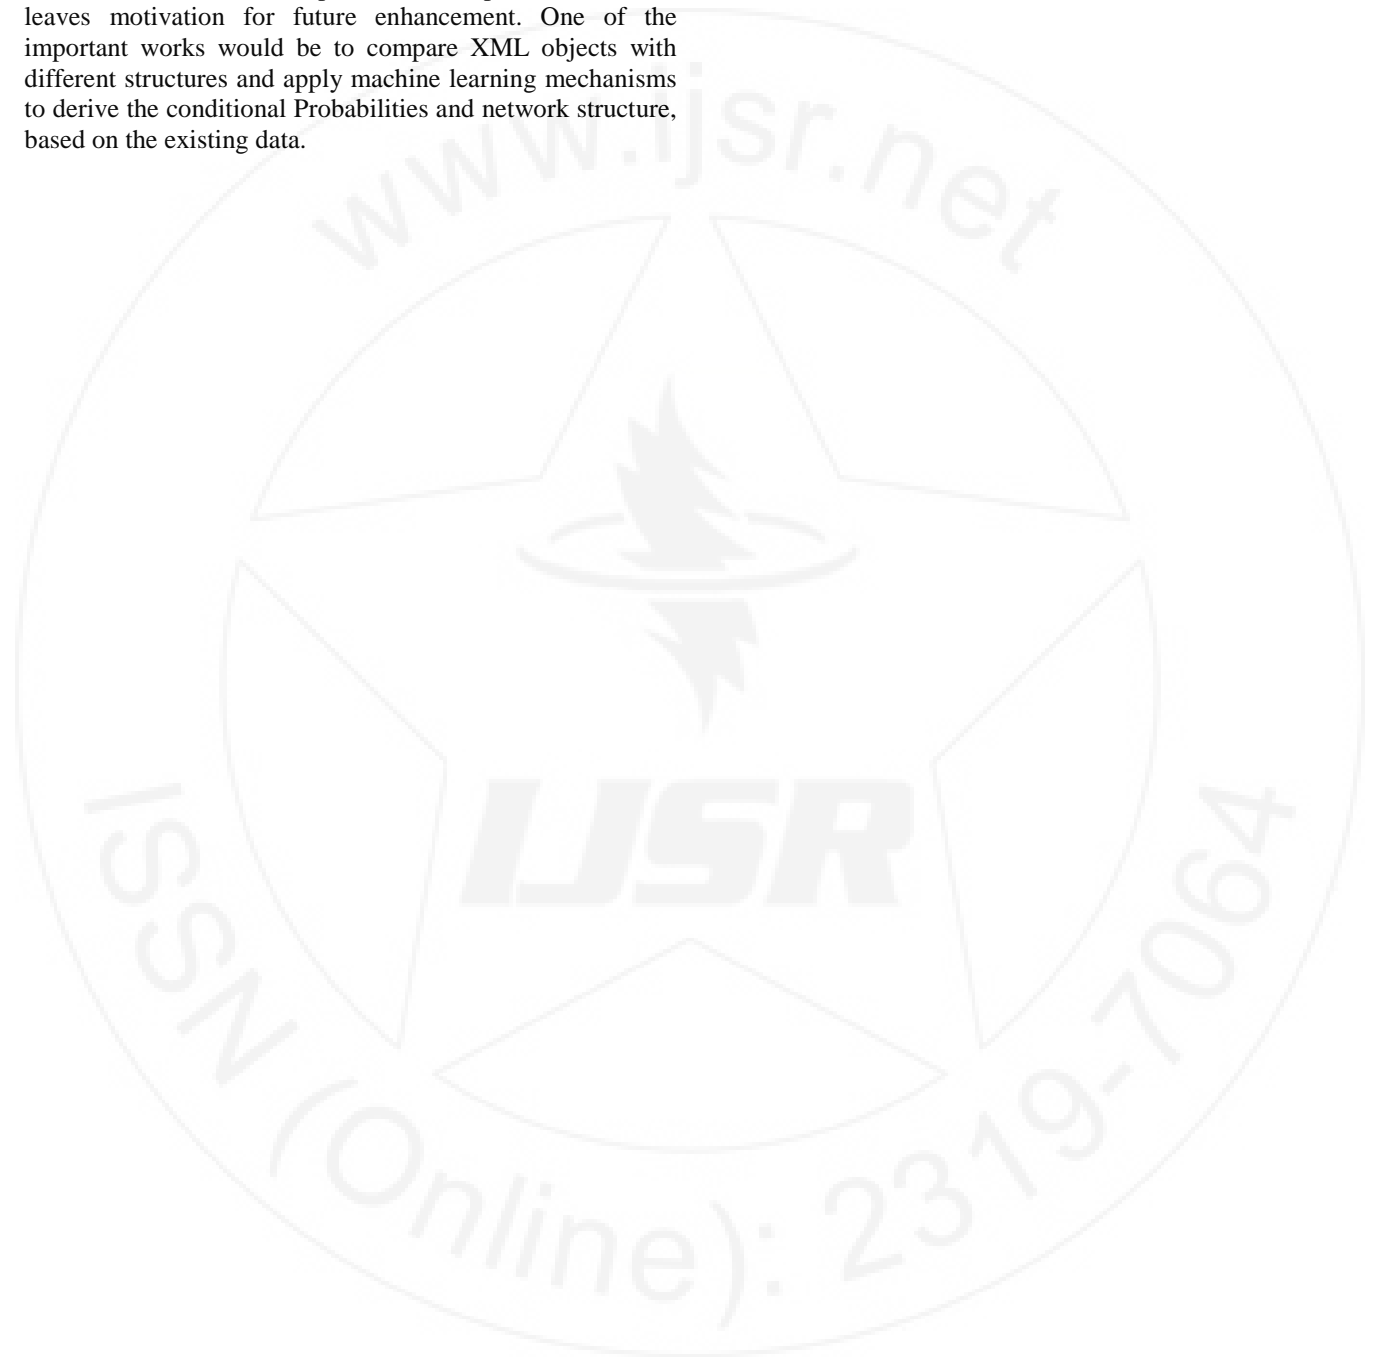 leaves motivation for future enhancement. One of the
important works would be to compare XML objects with
different structures and apply machine learning mechanisms
to derive the conditional Probabilities and network structure,
based on the existing data.
www.ijsr.net
IJSR
ISSN (Online): 2319-7064